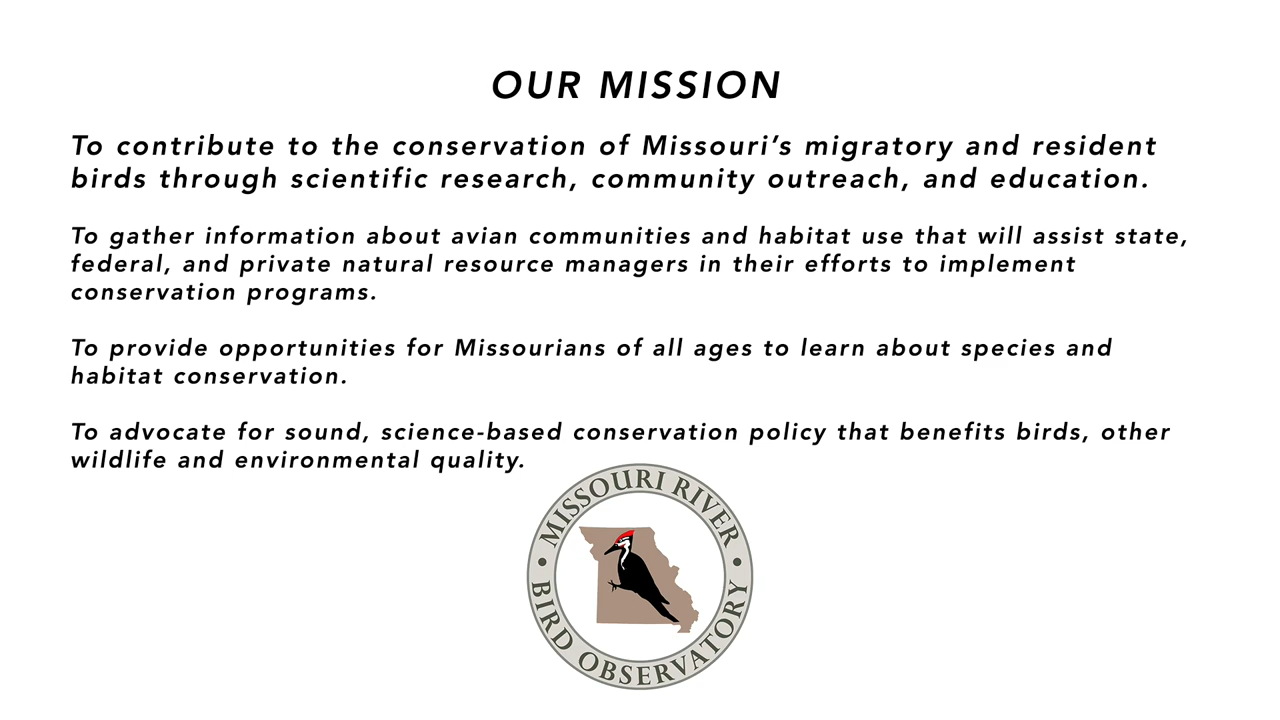 OUR MISSION
To contribute to the conservation of Missouri’s migratory and resident
birds through scientific research, community outreach, and education.
To gather information about avian communities and habitat use that will assist state,
federal, and private natural resource managers in their efforts to implement
conservation programs.
To provide opportunities for Missourians of all ages to learn about species and
habitat conservation.
To advocate for sound, science-based conservation policy that benefits birds, other
wildlife and environmental quality.
• MISSOURI RIVER •
BIRD OBSERVATORY